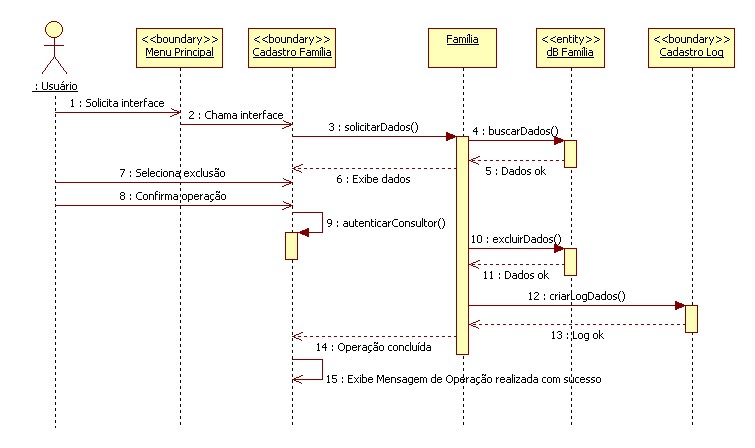 <<boundary>>
Menu Principal
<<boundary>>
Cadastro Família
Família
<<entity>>
dB Família
<<boundary>>
Cadastro Log
: Usuário
1 : Solicita interface
2 : Chama interface
3 : solicitarDados()
4 : buscarDados()
5 : Dados ok
6 : Exibe dados
7 : Seleciona exclusão
8 : Confirma operação
9 : autenticarConsultor()
10 : excluirDados()
11 : Dados ok
12 : criarLogDados()
13 : Log ok
14 : Operação concluída
15 : Exibe Mensagem de Operação realizada com sucesso